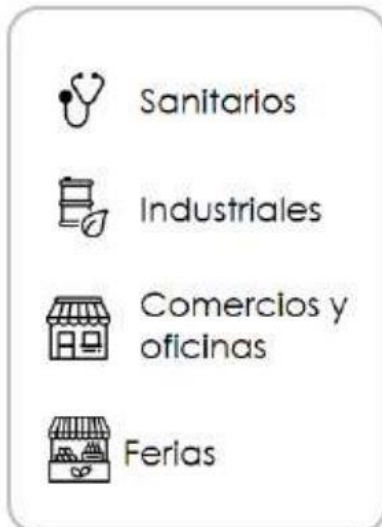 Sanitarios
Industriales
Comercios y
oficinas
Ferias